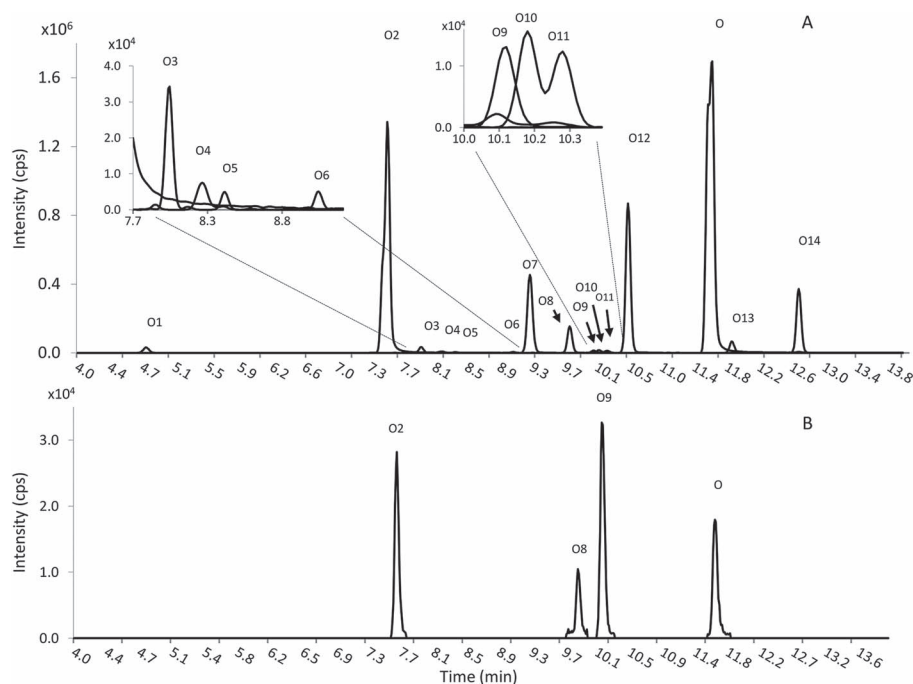 x10⁶
O2
O
A
x10⁴
O3
4.0
3.0
2.0
1.0
0.0
O4
O5
O6
7.7 8.3 8.8
x10⁴
O9 O10 O11
1.0
0.0
10.0 10.1 10.2 10.3
O12
O14
1.6
1.2
0.8
0.4
0.0
Intensity (cps)
O1
O3 O4 O5
O6
O7
O8
O9
O10
O11
O13
4.0 4.4 4.7 5.1 5.5 5.9 6.2 6.6 7.0 7.3 7.7 8.1 8.5 8.9 9.3 9.7 10.1 10.5 11.0 11.4 11.8 12.2 12.6 13.0 13.4 13.8
x10⁴
O2
O9
B
O8
O
3.0
2.0
1.0
0.0
Intensity (cps)
4.0 4.4 4.7 5.1 5.5 5.8 6.2 6.5 6.9 7.3 7.7 8.1 8.5 8.9 9.3 9.7 10.1 10.5 10.9 11.4 11.8 12.2 12.7 13.2 13.6
Time (min)